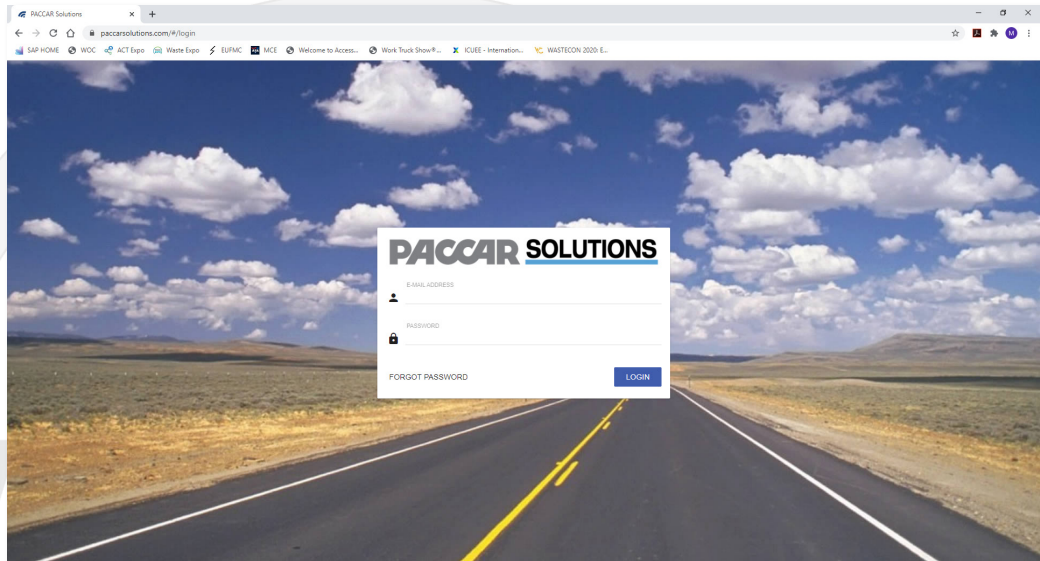 PACCAR Solutions
paccarsolutions.com/#/login
M
SAP HOME WOC ACT Expo Waste Expo EUFMC MCE Welcome to Access... Work Truck Show®... ICUEE - Internation... WASTECON 2020: E...
PACCAR SOLUTIONS
E-MAIL ADDRESS
PASSWORD
FORGOT PASSWORD LOGIN